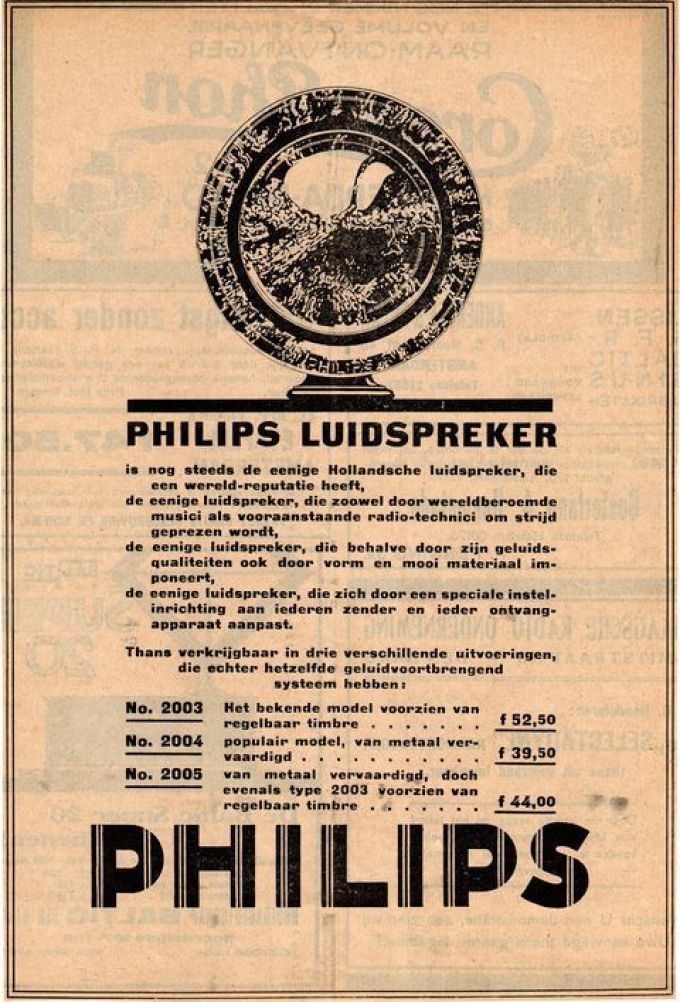 PHILIPS
PHILIPS LUIDSPREKER
is nog steeds de eenige Hollandsche luidspreker, die
een wereld-reputatie heeft,
de eenige luidspreker, die zoowel door wereldberoemde
musici als vooraanstaande radio-technici om strijd
geprezen wordt,
de eenige luidspreker, die behalve door zijn geluids-
qualiteiten ook door vorm en mooi materiaal im-
poneert,
de eenige luidspreker, die zich door een speciale instel-
inrichting aan iederen zender en ieder ontvang-
apparaat aanpast.
Thans verkrijgbaar in drie verschillende uitvoeringen,
die echter hetzelfde geluidvoortbrengend
systeem hebben:
No. 2003 Het bekende model voorzien van
regelbaar timbre . . . . . . . f 52,50
No. 2004 populair model, van metaal ver-
vaardigd . . . . . . . . . . f 39,50
No. 2005 van metaal vervaardigd, doch
evenals type 2003 voorzien van
regelbaar timbre . . . . . . . f 44,00
PHILIPS